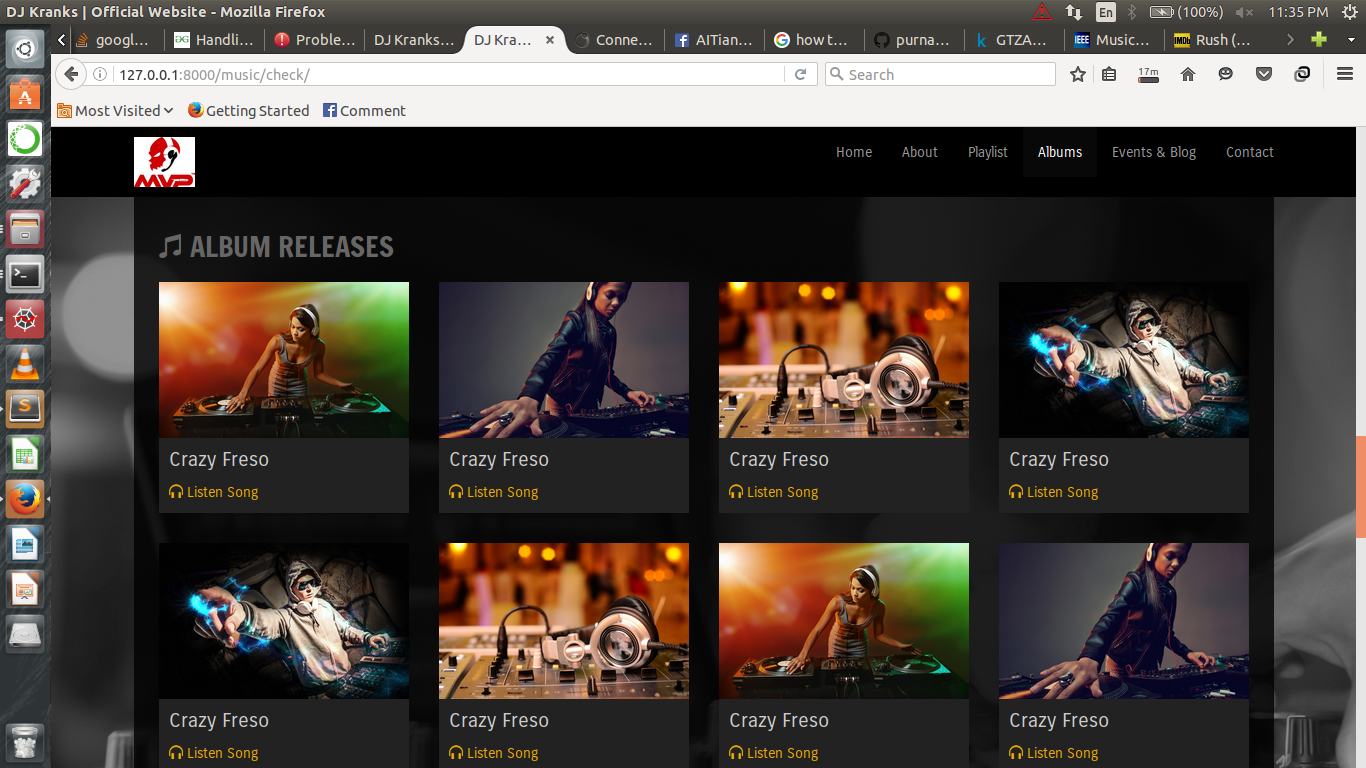 DJ Kranks | Official Website - Mozilla Firefox
En (100%) 11:35 PM
googl... Handli... Proble... DJ Kranks... DJ Kra... Conne... AITian... how t... purna... GTZA... Music... Rush (...
127.0.0.1:8000/music/check/
Search
17m
Most Visited Getting Started Comment
MVP
Home About Playlist Albums Events & Blog Contact
ALBUM RELEASES
Crazy Freso Crazy Freso Crazy Freso Crazy Freso
Listen Song Listen Song Listen Song Listen Song
Crazy Freso Crazy Freso Crazy Freso Crazy Freso
Listen Song Listen Song Listen Song Listen Song